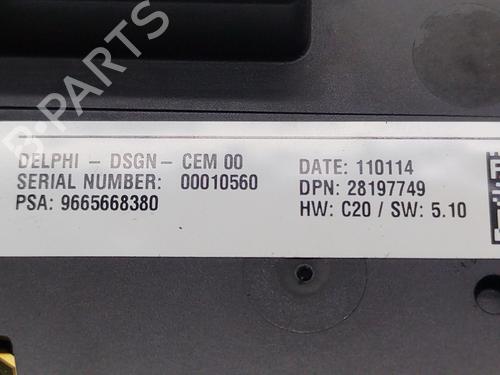 B-PARTS
DELPHI - DSGN - CEM 00
SERIAL NUMBER: 00010560
PSA: 9665668380
DATE: 110114
DPN: 28197749
HW: C20 / SW: 5.10